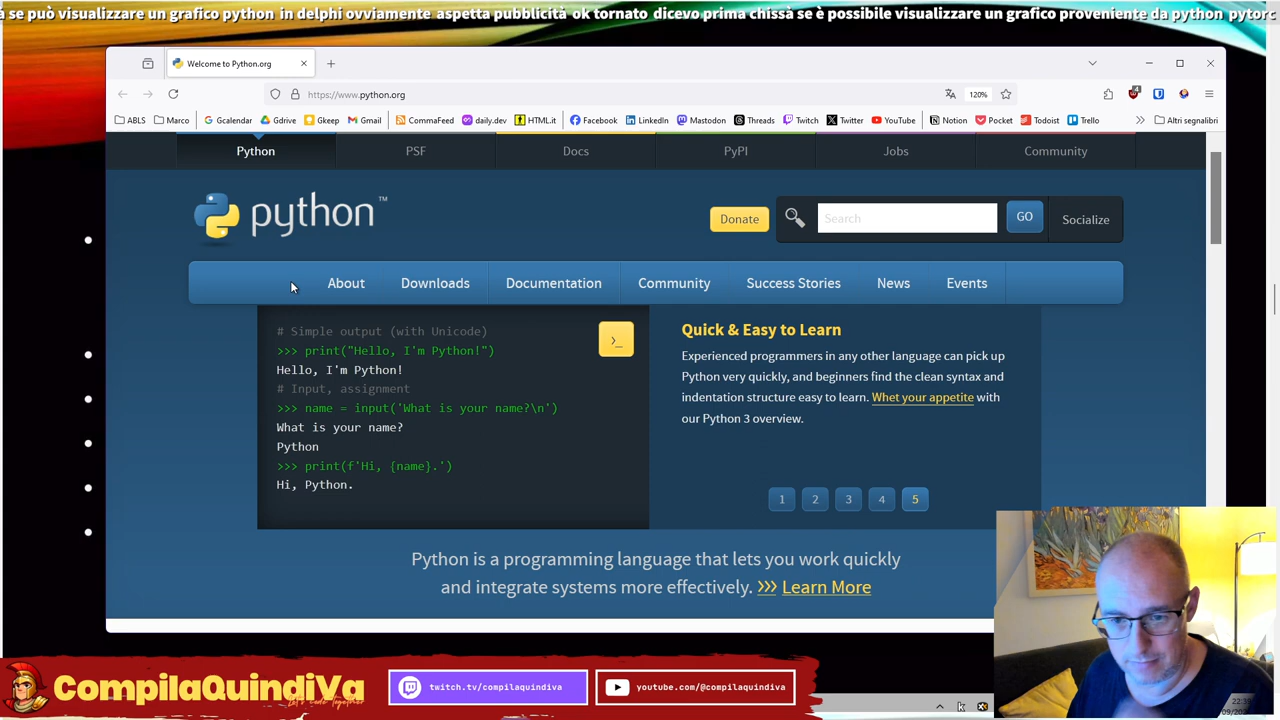 a se può visualizzare un grafico python in delphi ovviamente aspetta pubblicità ok tornato dicevo prima chissà se è possibile visualizzare un grafico proveniente da python pytorc
Welcome to Python.org
https://www.python.org
120%
4
ABLS Marco Gcalendar Gdrive Gkeep Gmail CommaFeed daily.dev HTML.it Facebook LinkedIn Mastodon Threads Twitch Twitter YouTube Notion Pocket Todoist Trello Altri segnalibri
Python PSF Docs PyPI Jobs Community
python™
Donate Search GO Socialize
About Downloads Documentation Community Success Stories News Events
# Simple output (with Unicode)
>>> print("Hello, I'm Python!")
Hello, I'm Python!
# Input, assignment
>>> name = input('What is your name?\n')
What is your name?
Python
>>> print(f'Hi, {name}.')
Hi, Python.
>_
Quick & Easy to Learn
Experienced programmers in any other language can pick up
Python very quickly, and beginners find the clean syntax and
indentation structure easy to learn. Whet your appetite with
our Python 3 overview.
1 2 3 4 5
Python is a programming language that lets you work quickly
and integrate systems more effectively. >>> Learn More
CompilaQuindiVa
Let's Code Together
twitch.tv/compilaquindiva
youtube.com/@compilaquindiva